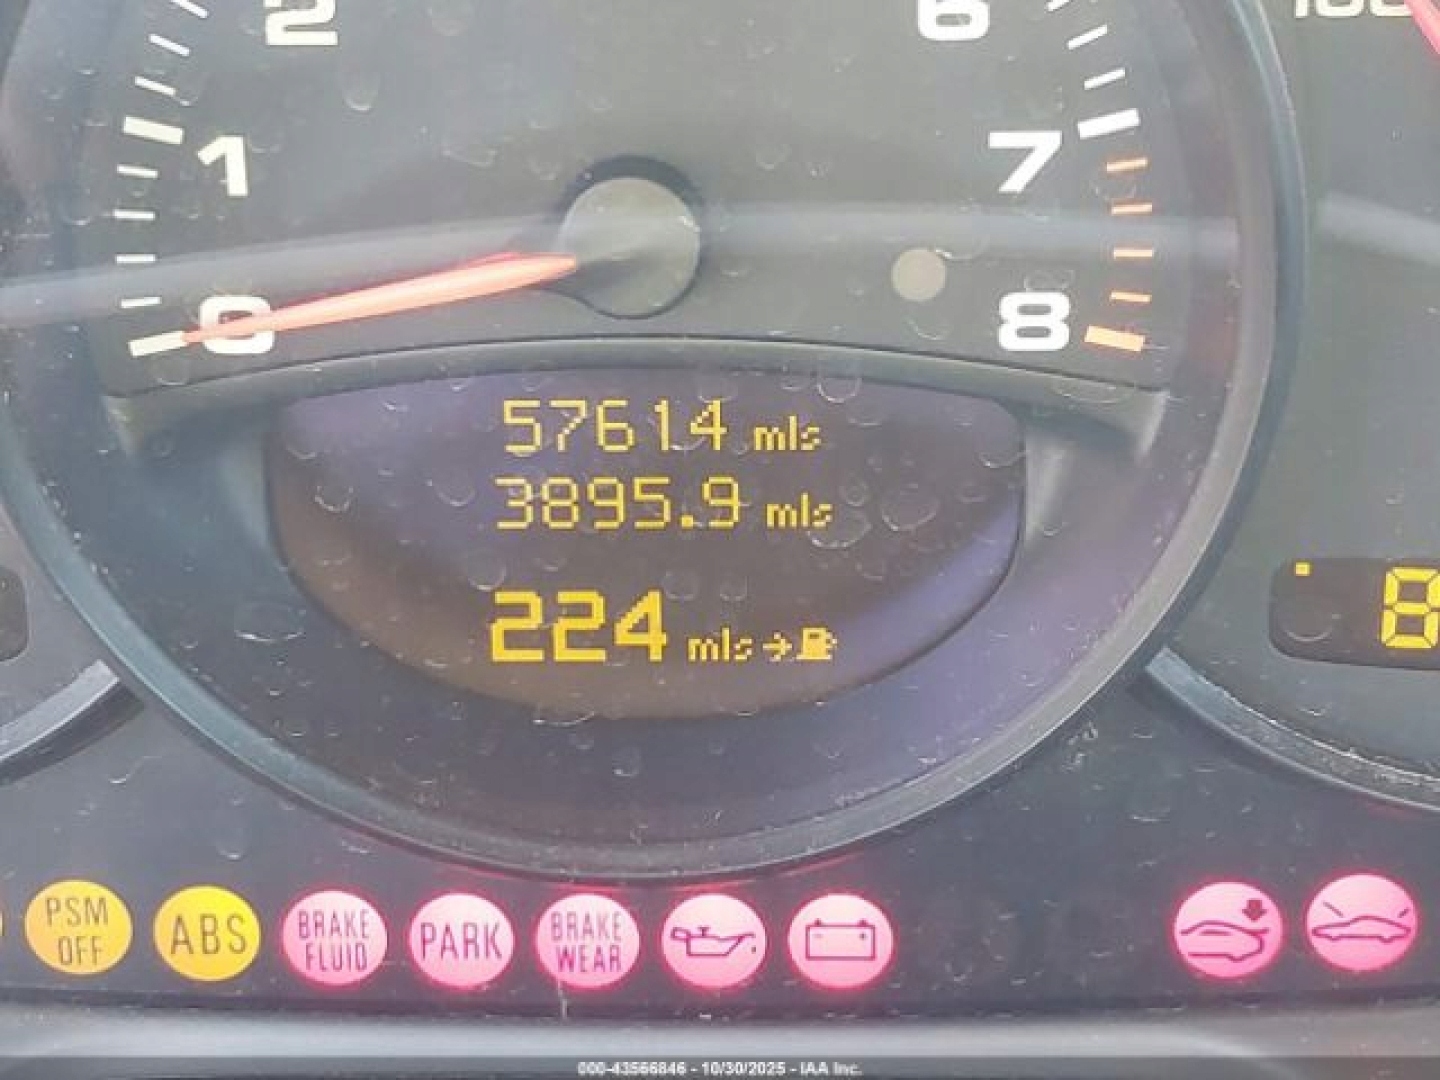 2
6
1
7
0
8
57614 mls
3895.9 mls
224 mls
8
PSM OFF
ABS
BRAKE FLUID
PARK
BRAKE WEAR
000-43566846 - 10/30/2025 - IAA Inc.